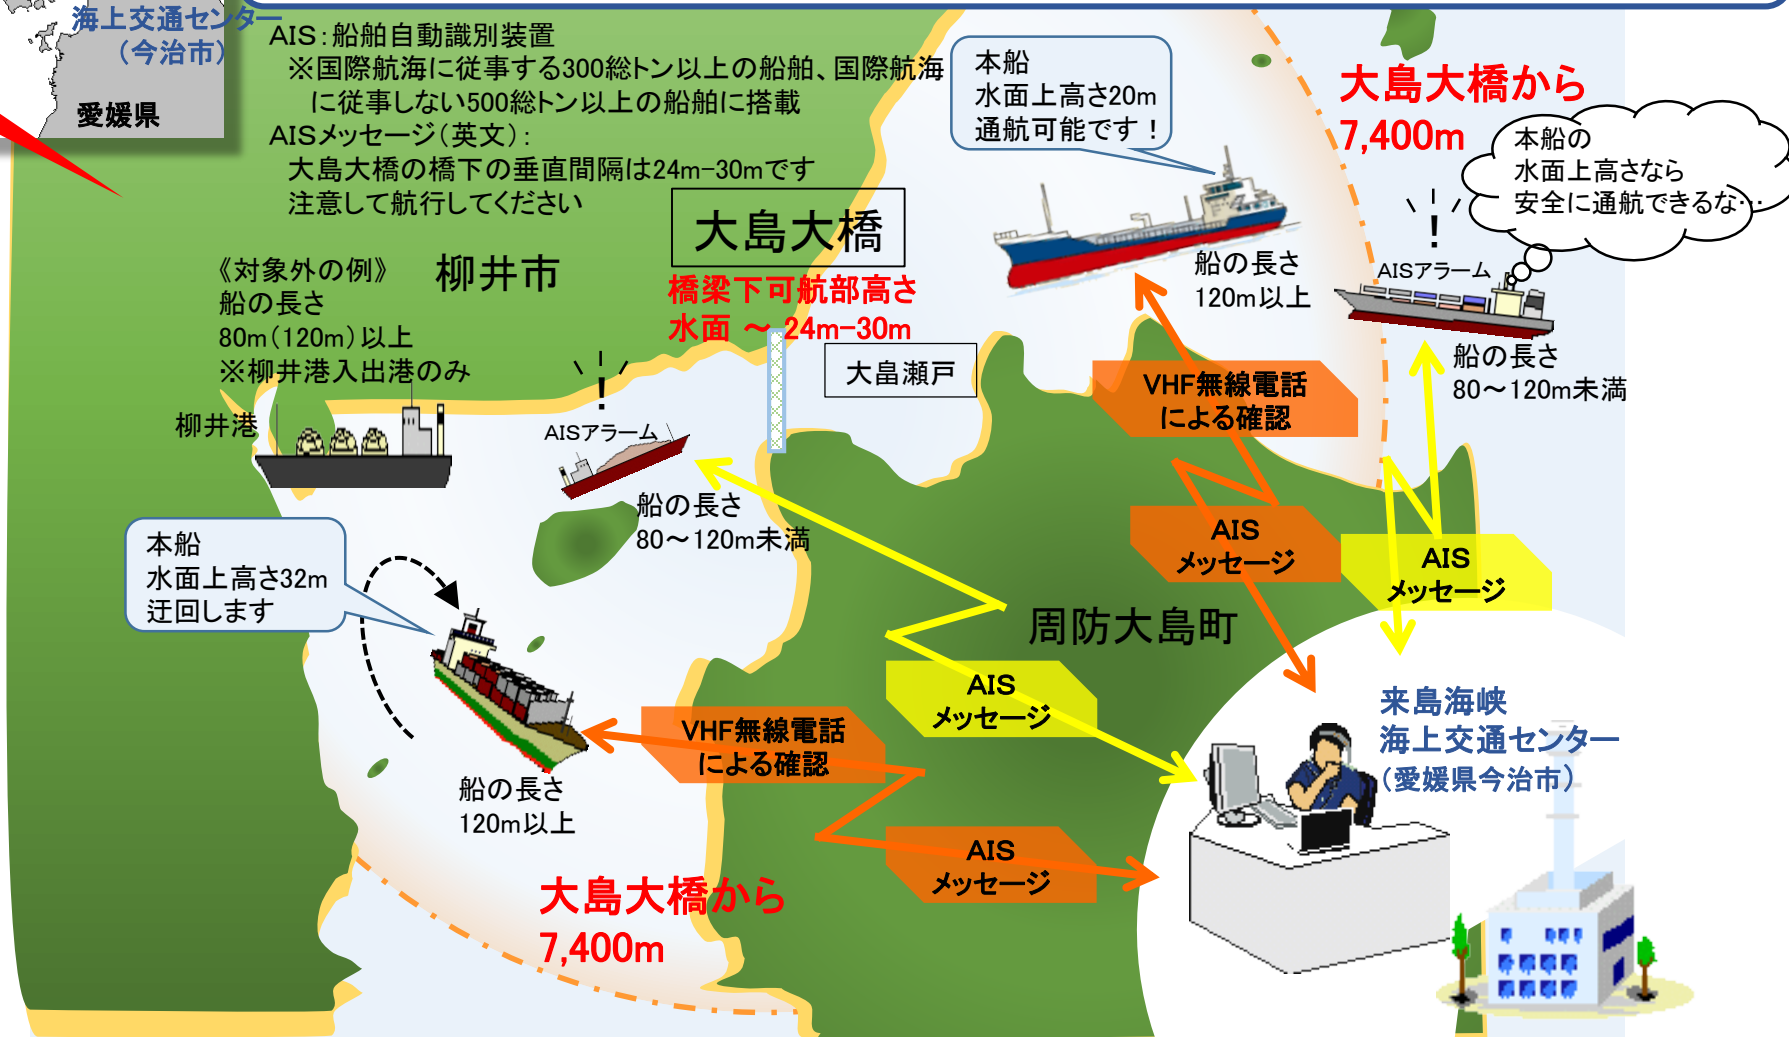 海上交通センター
（今治市）
愛媛県
AIS：船舶自動識別装置
※国際航海に従事する300総トン以上の船舶、国際航海
に従事しない500総トン以上の船舶に搭載
AISメッセージ（英文）：
大島大橋の橋下の垂直間隔は24m-30mです
注意して航行してください
本船
水面上高さ20m
通航可能です！
大島大橋から
7,400m
本船の
水面上高さなら
安全に通航できるな…
大島大橋
橋梁下可航部高さ
水面 ～ 24m-30m
大畠瀬戸
柳井市
《対象外の例》
船の長さ
80m（120m）以上
※柳井港入出港のみ
柳井港
!
AISアラーム
船の長さ
80～120m未満
船の長さ
120m以上
!
AISアラーム
船の長さ
80～120m未満
VHF無線電話
による確認
AIS
メッセージ
AIS
メッセージ
本船
水面上高さ32m
迂回します
周防大島町
AIS
メッセージ
VHF無線電話
による確認
船の長さ
120m以上
AIS
メッセージ
来島海峡
海上交通センター
（愛媛県今治市）
大島大橋から
7,400m